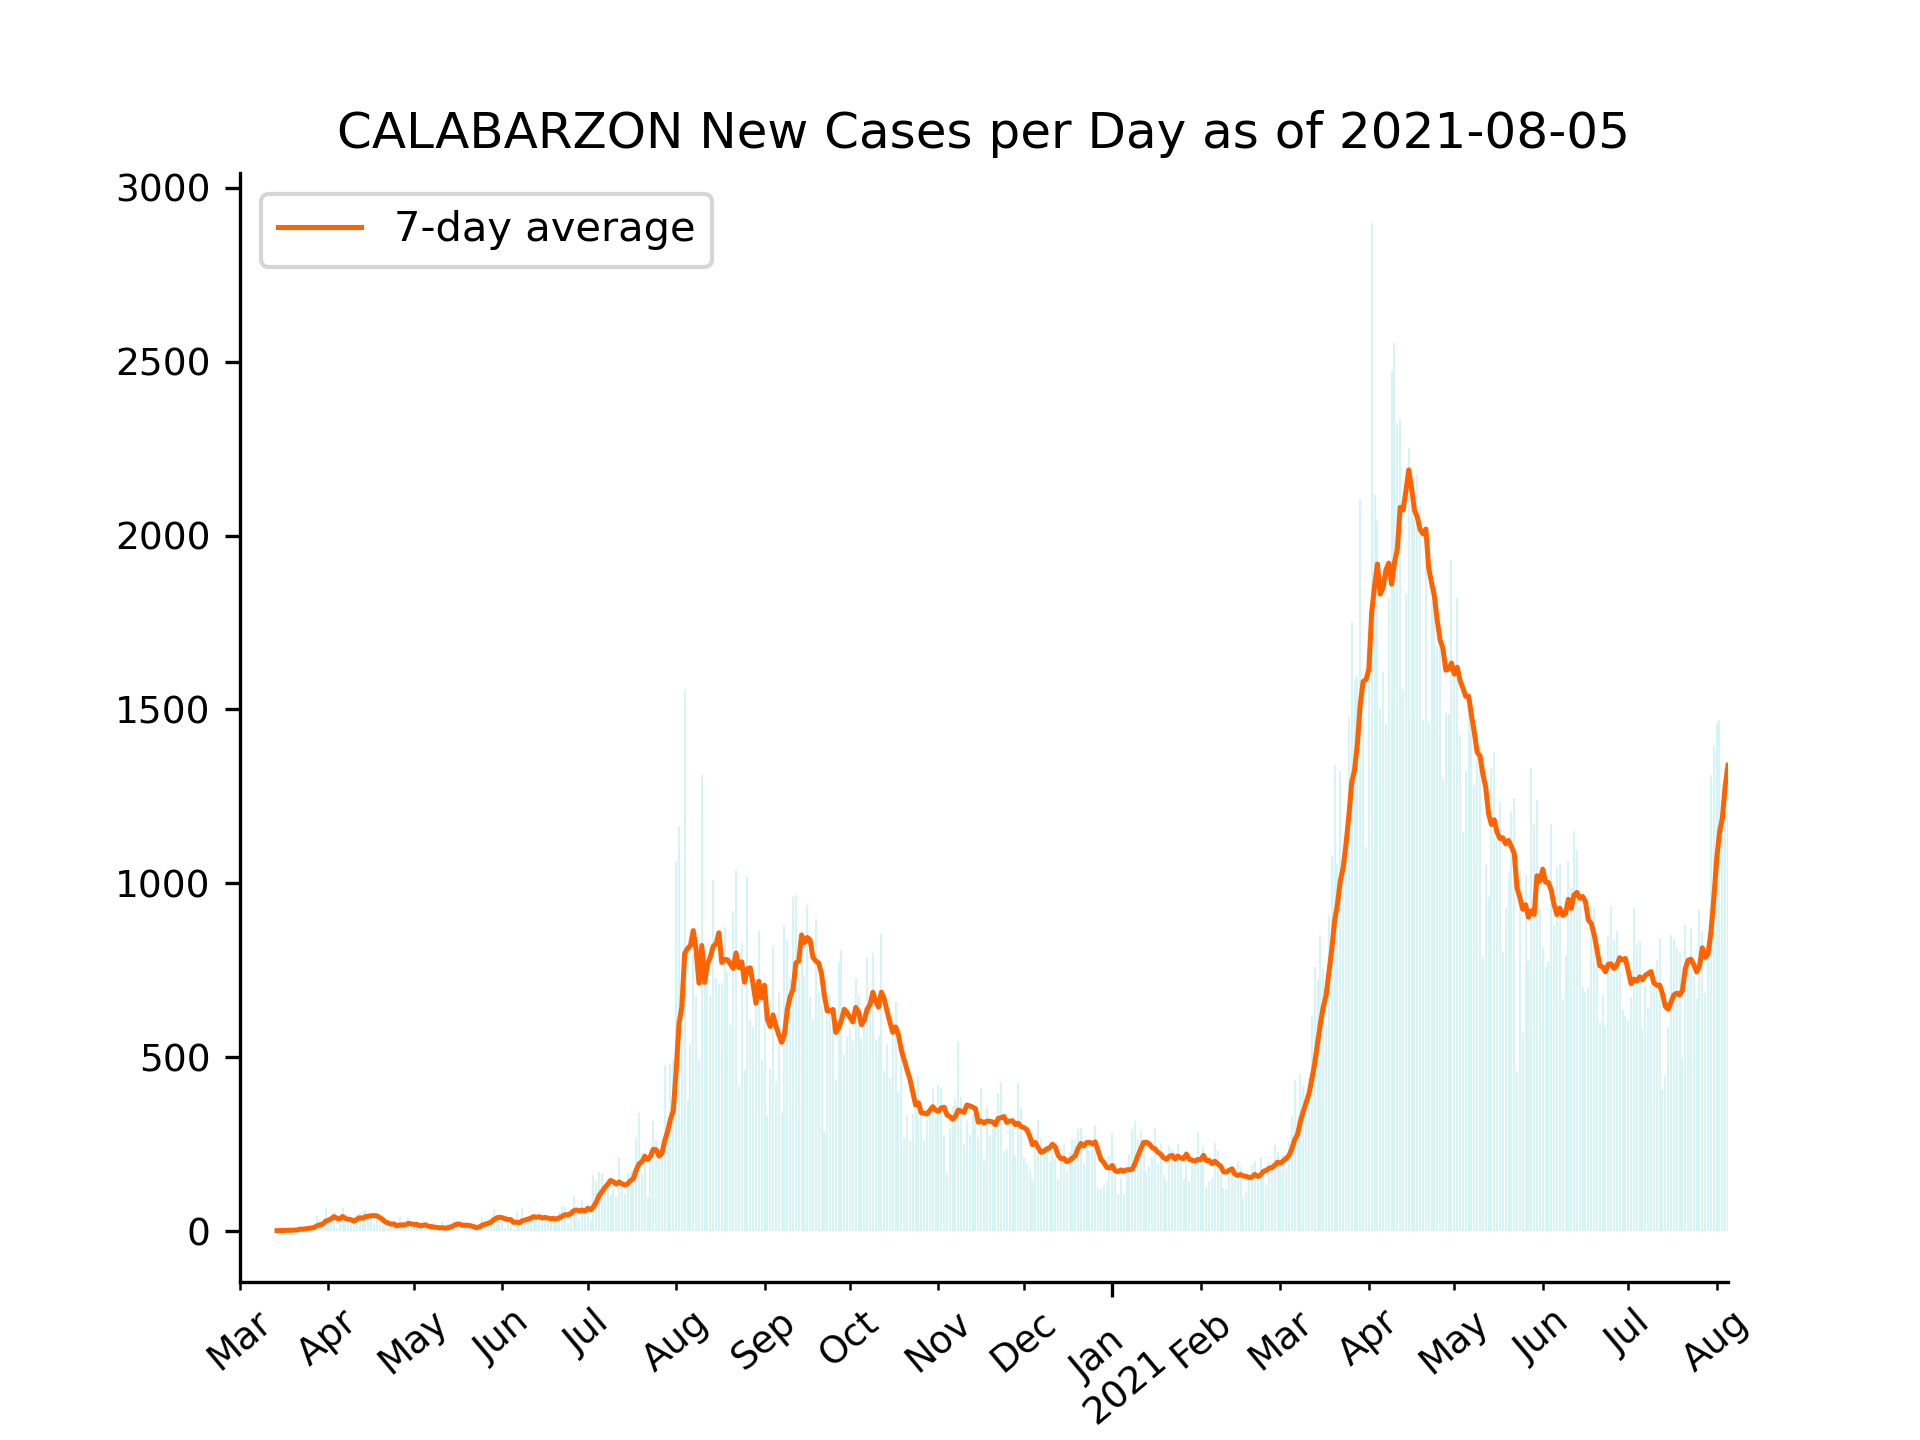 CALABARZON New Cases per Day as of 2021-08-05
3000
7-day average
2500
2000
1500
1000
500
0
Mar Apr May Jun Jul Aug Sep Oct Nov Dec Jan Feb Mar Apr May Jun Jul Aug
2021